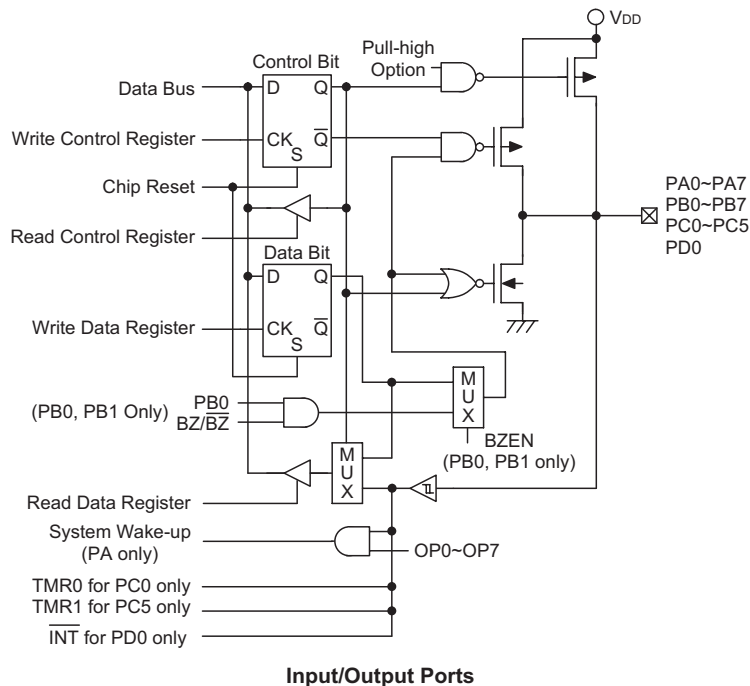 VDD
Pull-high
Option
Control Bit
Data Bus
D Q
Write Control Register
CK Q̅
S
Chip Reset
Read Control Register
PA0~PA7
PB0~PB7
PC0~PC5
PD0
Data Bit
D Q
Write Data Register
CK Q̅
S
(PB0, PB1 Only)
PB0
BZ/B̅Z̅
M
U
X
BZEN
(PB0, PB1 only)
M
U
X
Read Data Register
System Wake-up
(PA only)
OP0~OP7
TMR0 for PC0 only
TMR1 for PC5 only
I̅N̅T̅ for PD0 only
Input/Output Ports